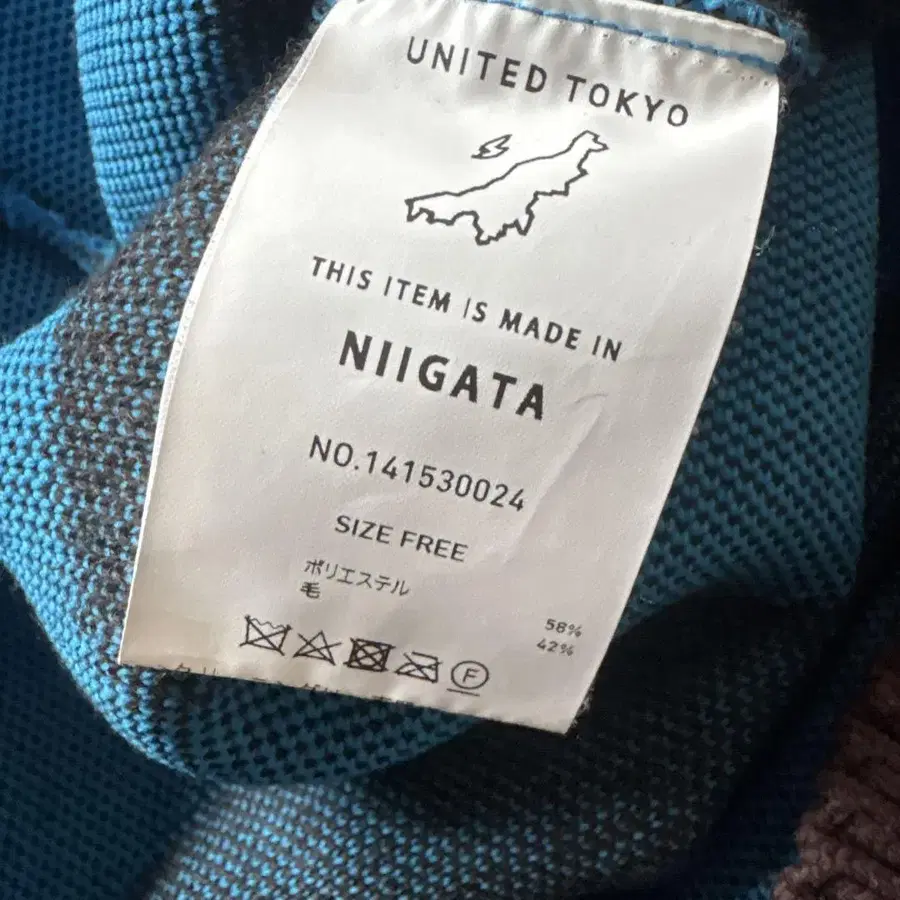 UNITED TOKYO
THIS ITEM IS MADE IN
NIIGATA
NO.141530024
SIZE FREE
ポリエステル 58%
毛 42%
F